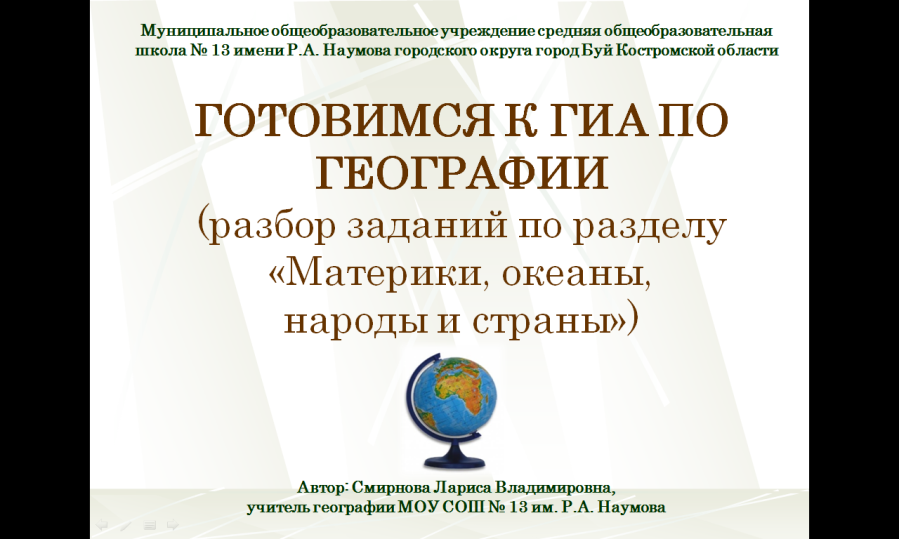 Муниципальное общеобразовательное учреждение средняя общеобразовательная
школа № 13 имени Р.А. Наумова городского округа город Буй Костромской области
ГОТОВИМСЯ К ГИА ПО
ГЕОГРАФИИ
(разбор заданий по разделу
«Материки, океаны,
народы и страны»)
Автор: Смирнова Лариса Владимировна,
учитель географии МОУ СОШ № 13 им. Р.А. Наумова